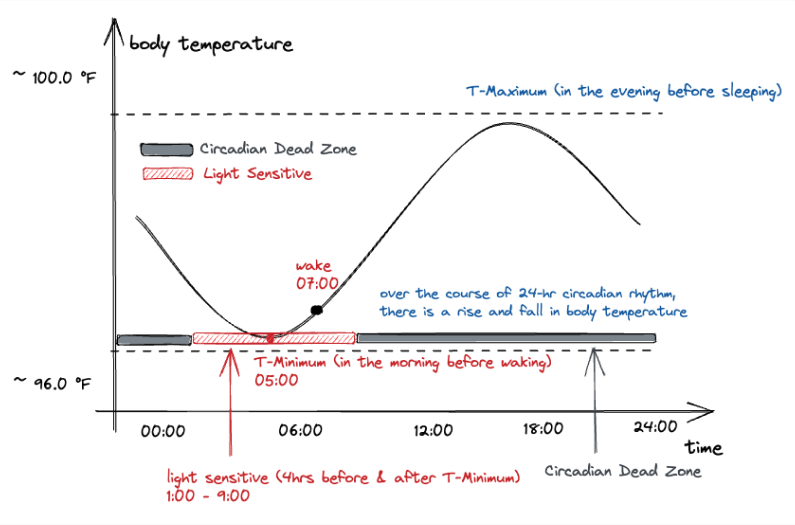 body temperature
~ 100.0 °F
T-Maximum (in the evening before sleeping)
Circadian Dead Zone
Light Sensitive
wake
07:00
over the course of 24-hr circadian rhythm,
there is a rise and fall in body temperature
T-Minimum (in the morning before waking)
05:00
~ 96.0 °F
00:00
06:00
12:00
18:00
24:00
time
light sensitive (4hrs before & after T-Minimum)
1:00 - 9:00
Circadian Dead Zone